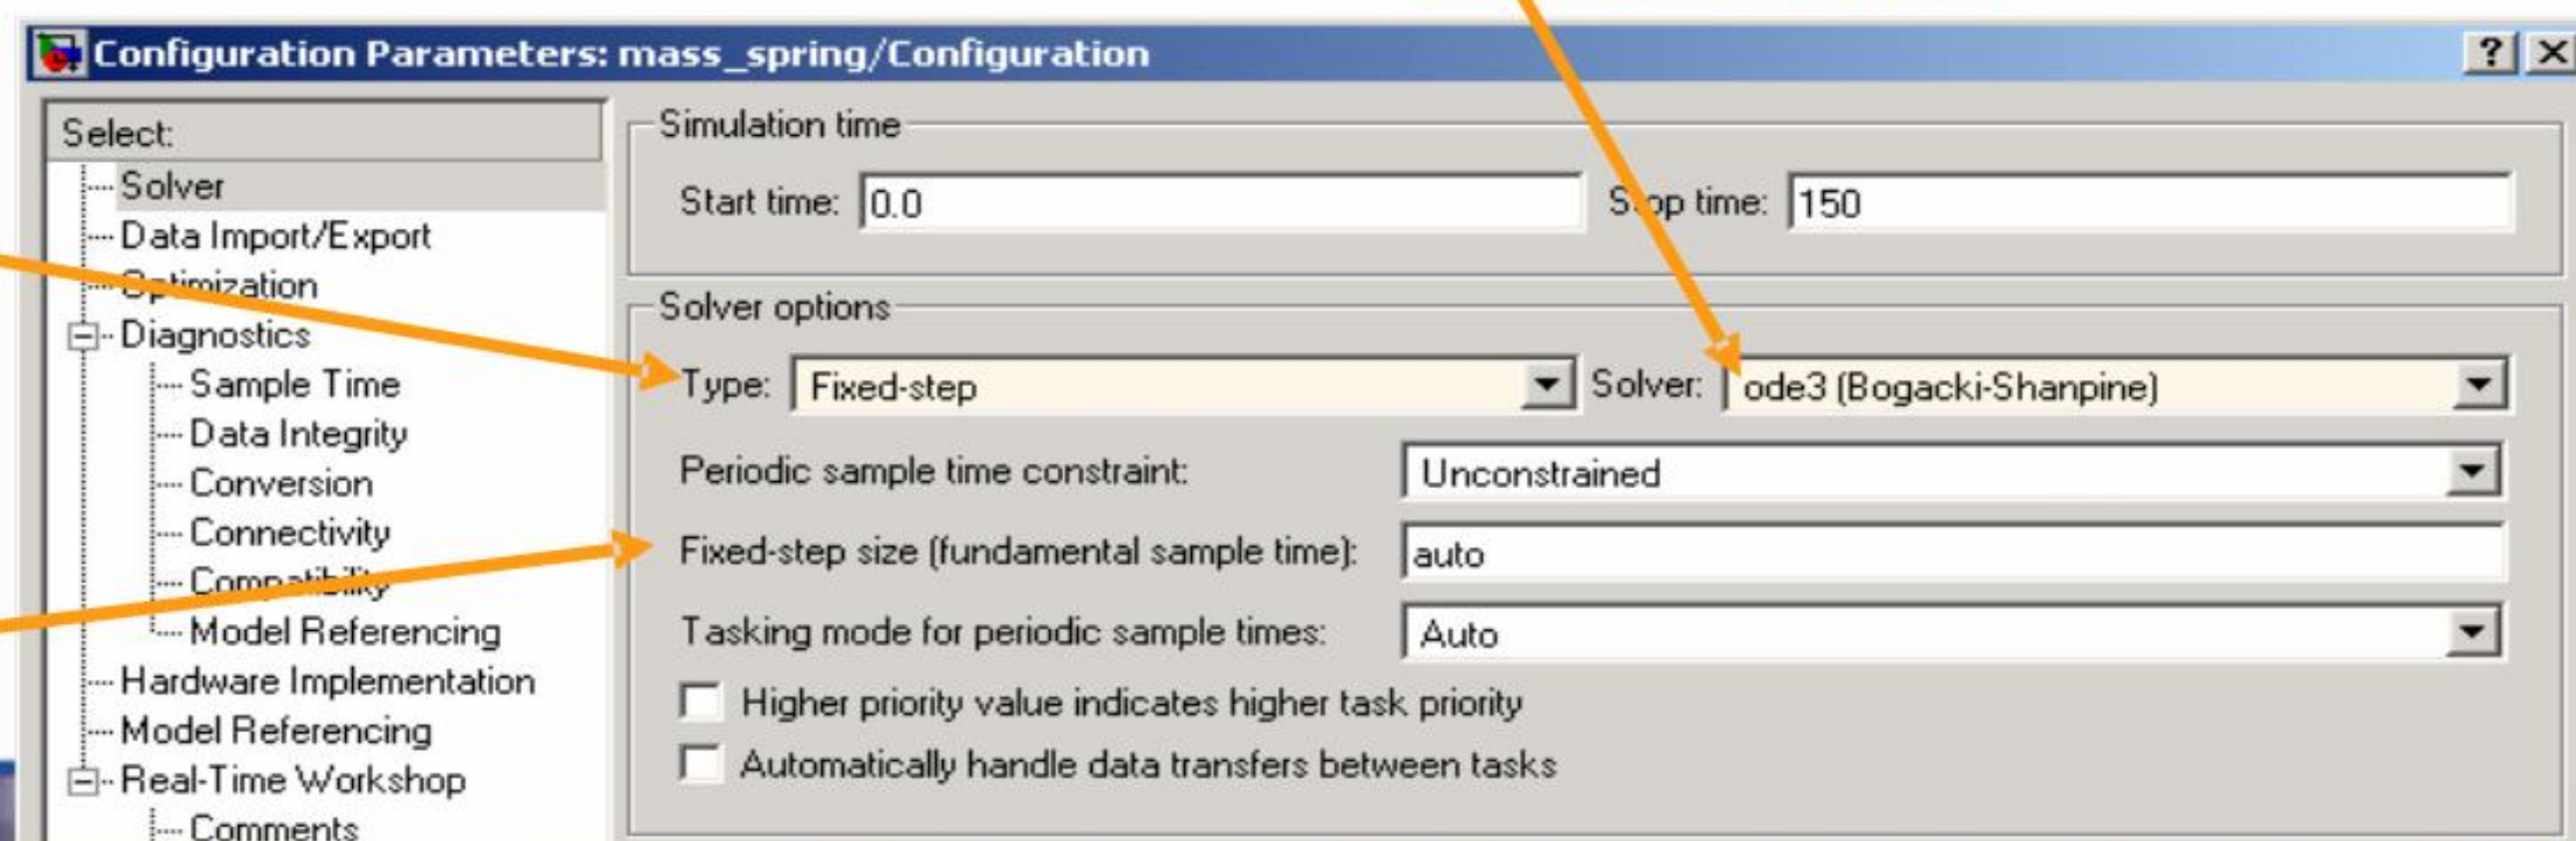 Configuration Parameters: mass_spring/Configuration
Select:
Solver
Data Import/Export
Optimization
Diagnostics
Sample Time
Data Integrity
Conversion
Connectivity
Compatibility
Model Referencing
Hardware Implementation
Model Referencing
Real-Time Workshop
Comments
Simulation time
Start time: 0.0 Stop time: 150
Solver options
Type: Fixed-step Solver: ode3 (Bogacki-Shanpine)
Periodic sample time constraint: Unconstrained
Fixed-step size (fundamental sample time): auto
Tasking mode for periodic sample times: Auto
Higher priority value indicates higher task priority
Automatically handle data transfers between tasks